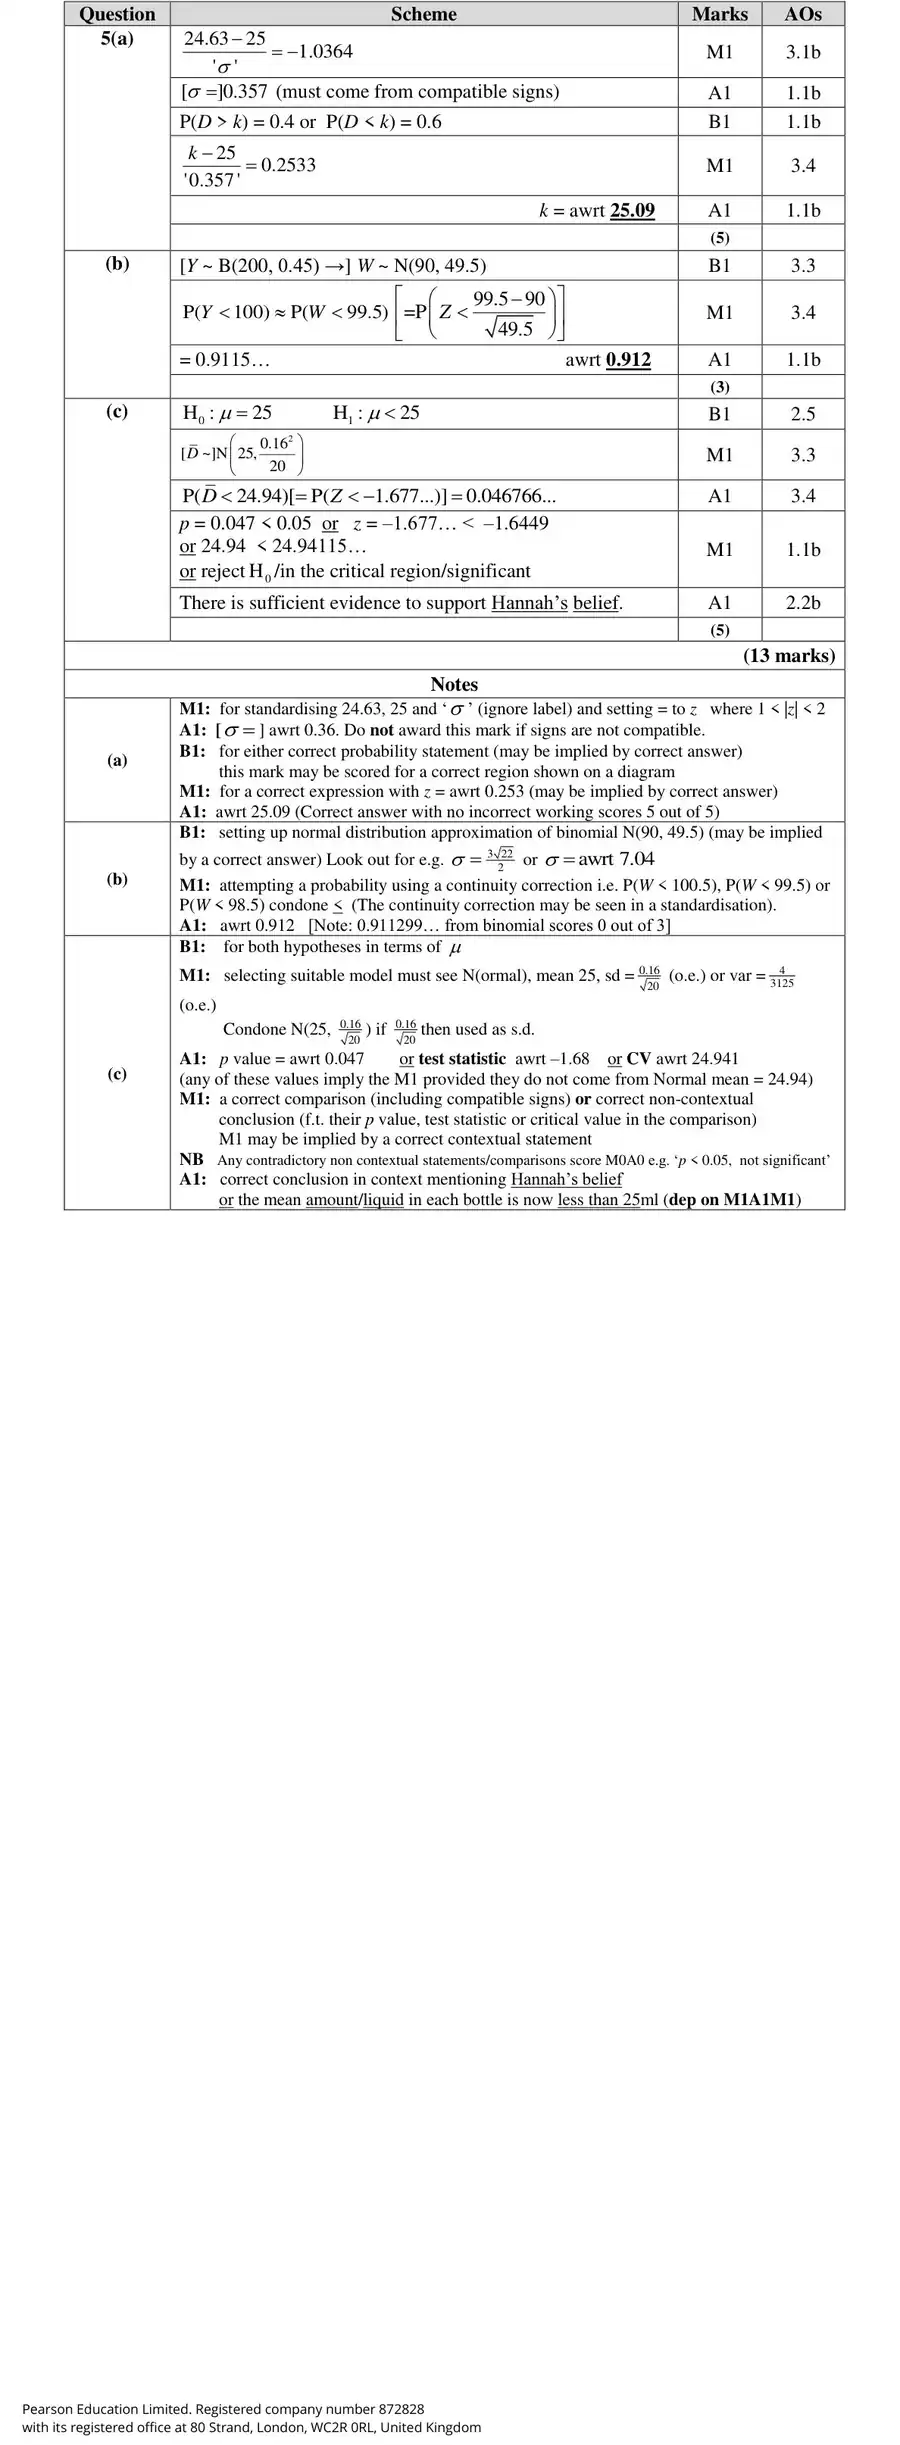 Question Scheme Marks AOs
5(a) (24.63 − 25)/'σ' = −1.0364 M1 3.1b
[σ =]0.357 (must come from compatible signs) A1 1.1b
P(D > k) = 0.4 or P(D < k) = 0.6 B1 1.1b
(k − 25)/'0.357' = 0.2533 M1 3.4
k = awrt 25.09 A1 1.1b
(5)
(b) [Y ~ B(200, 0.45) →] W ~ N(90, 49.5) B1 3.3
P(Y < 100) ≈ P(W < 99.5) [=P(Z < (99.5 − 90)/√49.5)] M1 3.4
= 0.9115… awrt 0.912 A1 1.1b
(3)
(c) H₀ : μ = 25 H₁ : μ < 25 B1 2.5
[D̄ ~]N(25, 0.16²/20) M1 3.3
P(D̄ < 24.94)[= P(Z < −1.677...)] = 0.046766... A1 3.4
p = 0.047 < 0.05 or z = –1.677… < –1.6449
or 24.94 < 24.94115… M1 1.1b
or reject H₀ /in the critical region/significant
There is sufficient evidence to support Hannah's belief. A1 2.2b
(5)
(13 marks)
Notes
(a)
M1: for standardising 24.63, 25 and ‘ σ ’ (ignore label) and setting = to z where 1 < |z| < 2
A1: [ σ = ] awrt 0.36. Do not award this mark if signs are not compatible.
B1: for either correct probability statement (may be implied by correct answer)
this mark may be scored for a correct region shown on a diagram
M1: for a correct expression with z = awrt 0.253 (may be implied by correct answer)
A1: awrt 25.09 (Correct answer with no incorrect working scores 5 out of 5)
(b)
B1: setting up normal distribution approximation of binomial N(90, 49.5) (may be implied
by a correct answer) Look out for e.g. σ = 3√22/2 or σ = awrt 7.04
M1: attempting a probability using a continuity correction i.e. P(W < 100.5), P(W < 99.5) or
P(W < 98.5) condone ≤ (The continuity correction may be seen in a standardisation).
A1: awrt 0.912 [Note: 0.911299… from binomial scores 0 out of 3]
(c)
B1: for both hypotheses in terms of μ
M1: selecting suitable model must see N(ormal), mean 25, sd = 0.16/√20 (o.e.) or var = 4/3125
(o.e.)
Condone N(25, 0.16/√20 ) if 0.16/√20 then used as s.d.
A1: p value = awrt 0.047 or test statistic awrt –1.68 or CV awrt 24.941
(any of these values imply the M1 provided they do not come from Normal mean = 24.94)
M1: a correct comparison (including compatible signs) or correct non-contextual
conclusion (f.t. their p value, test statistic or critical value in the comparison)
M1 may be implied by a correct contextual statement
NB Any contradictory non contextual statements/comparisons score M0A0 e.g. ‘p < 0.05, not significant’
A1: correct conclusion in context mentioning Hannah's belief
or the mean amount/liquid in each bottle is now less than 25ml (dep on M1A1M1)
Pearson Education Limited. Registered company number 872828
with its registered office at 80 Strand, London, WC2R 0RL, United Kingdom